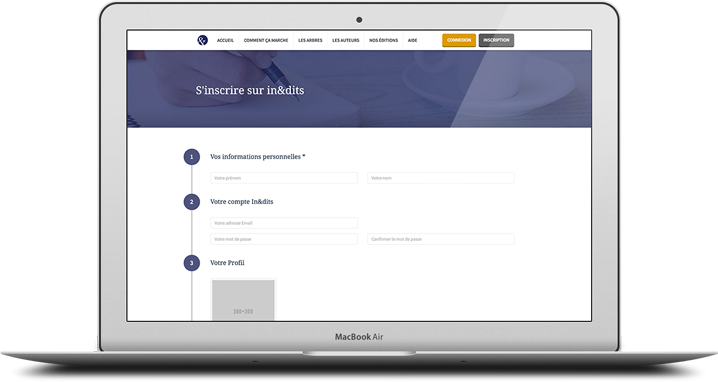 & ACCUEIL COMMENT ÇA MARCHE LES ARBRES LES AUTEURS NOS ÉDITIONS AIDE CONNEXION INSCRIPTION
S'inscrire sur in&dits
1 Vos informations personnelles *
Votre prénom Votre nom
2 Votre compte In&dits
Votre adresse Email
Votre mot de passe Confirmer le mot de passe
3 Votre Profil
300×300
MacBook Air